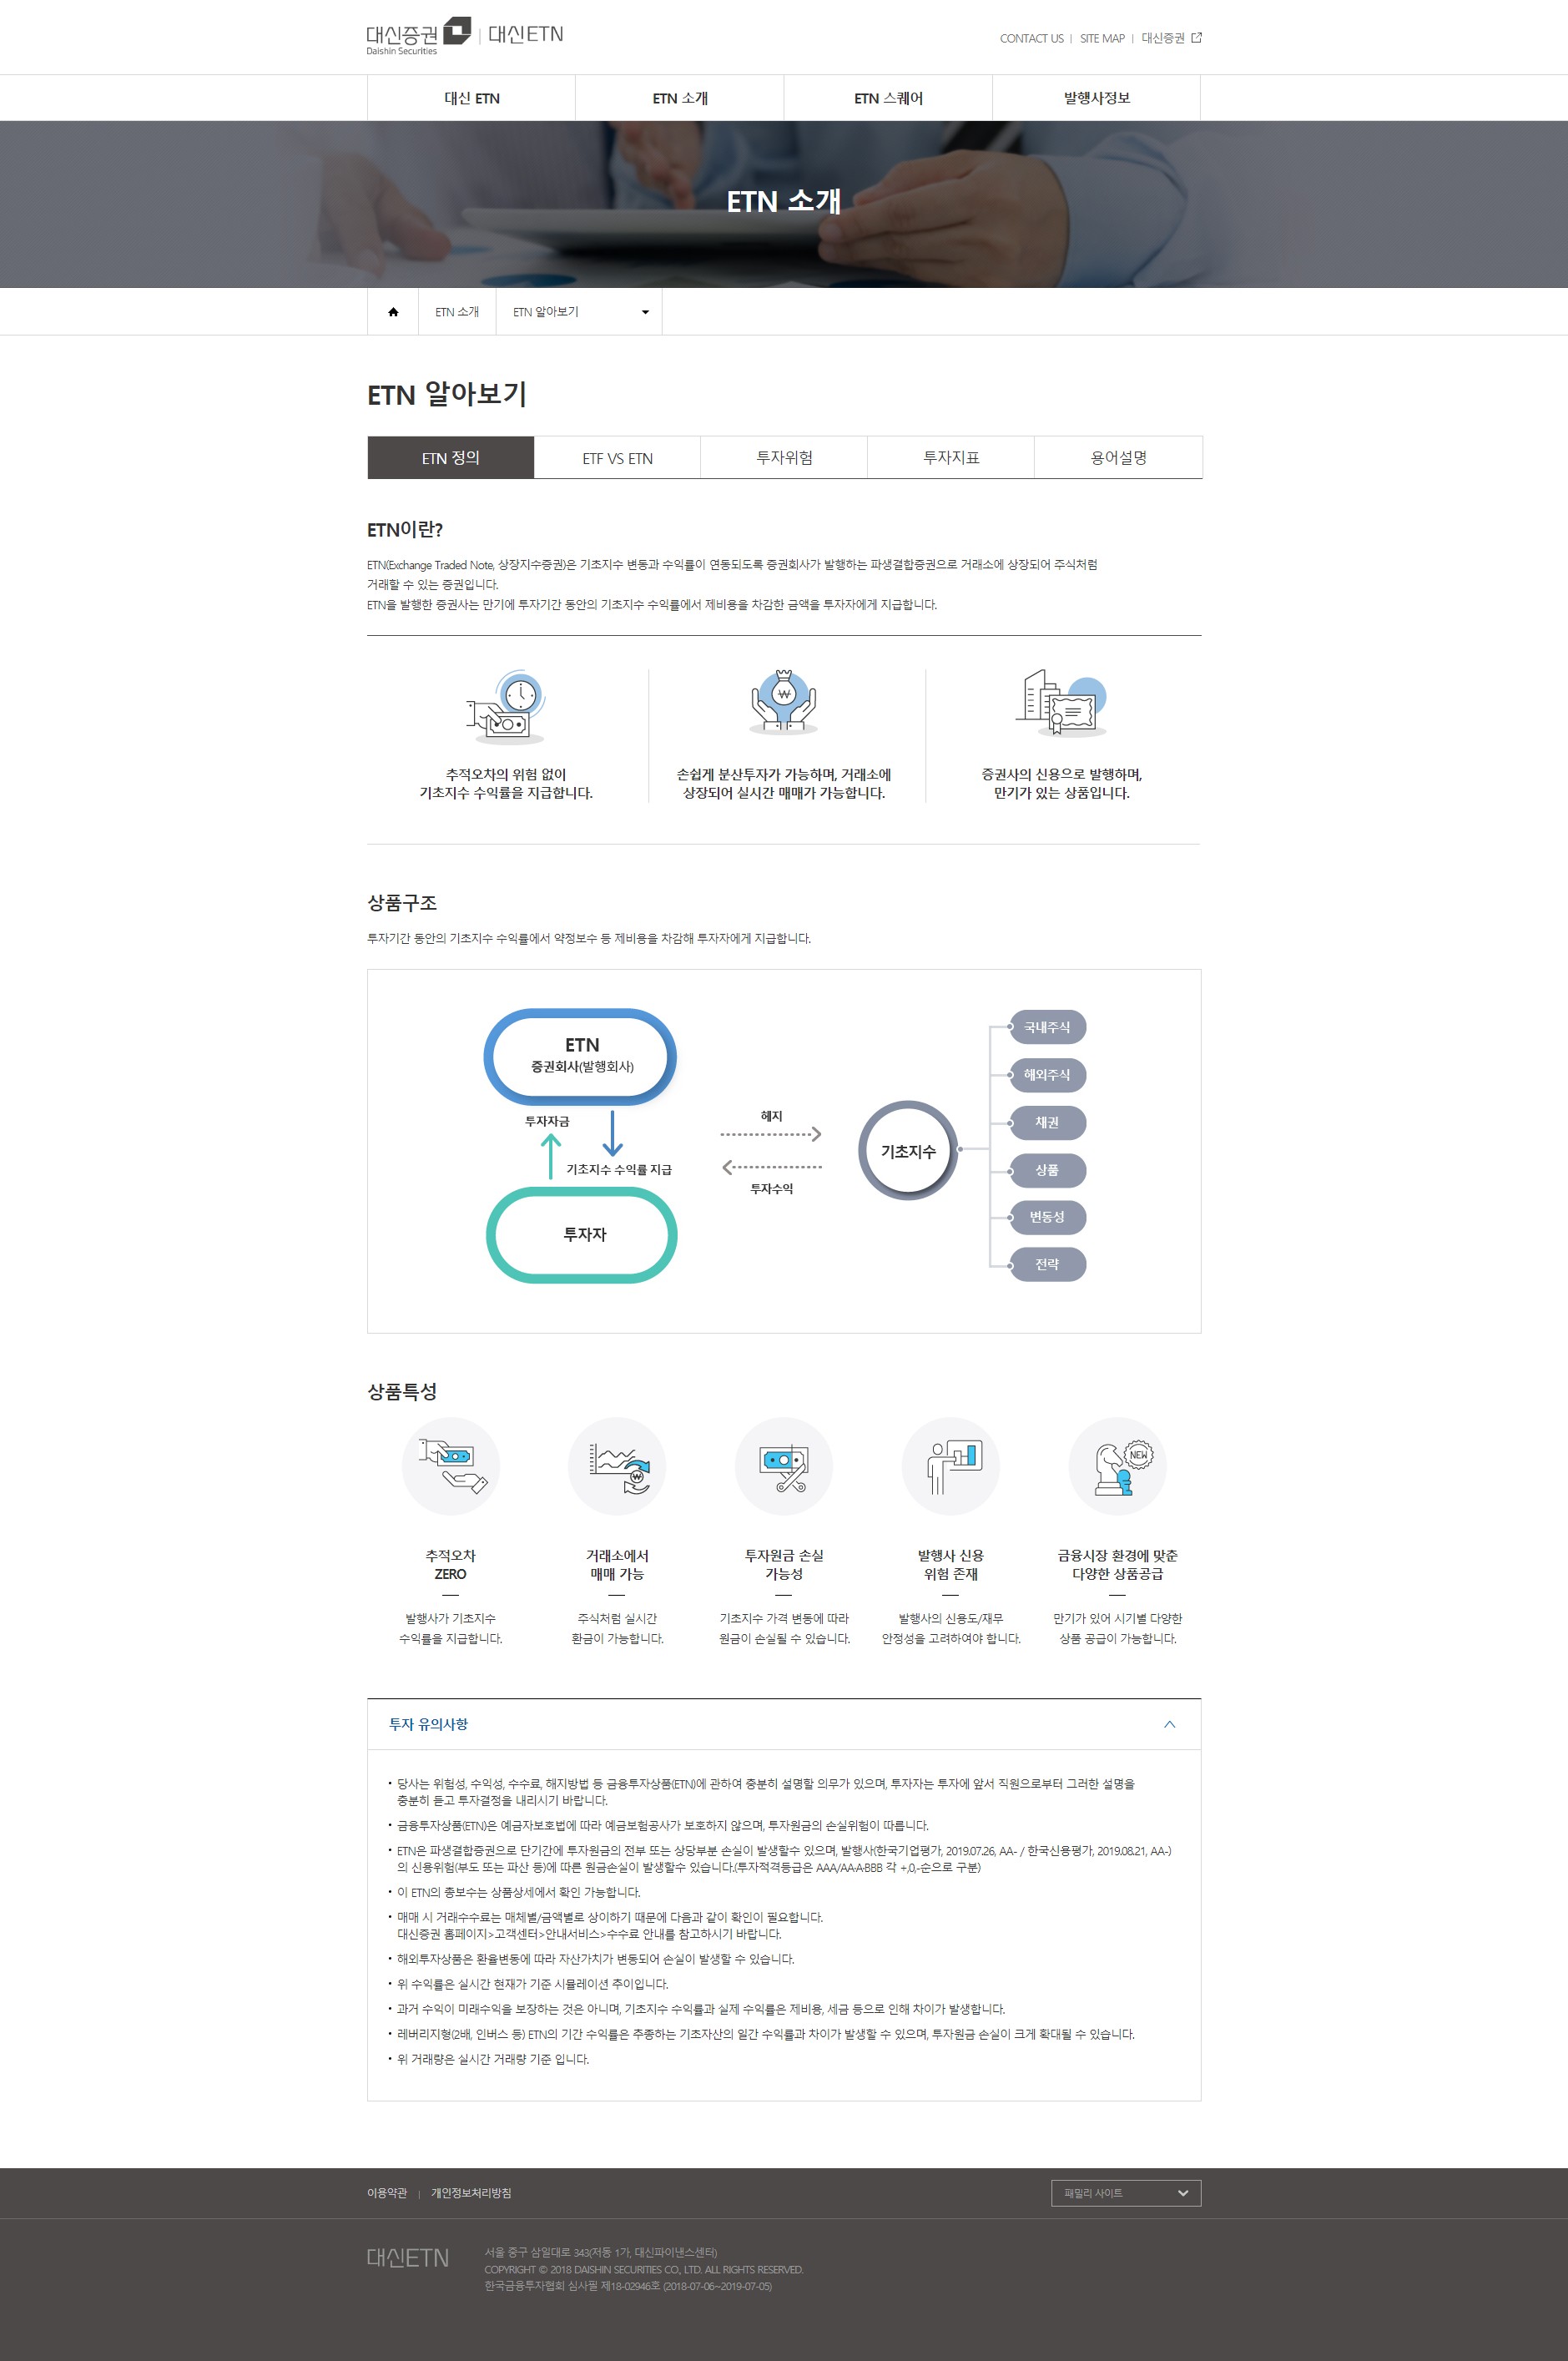 대신증권
Daishin Securities
대신ETN
CONTACT US
SITE MAP
대신증권
대신 ETN
ETN 소개
ETN 스퀘어
발행사정보
ETN 소개
ETN 소개
ETN 알아보기
ETN 알아보기
ETN 정의
ETF VS ETN
투자위험
투자지표
용어설명
ETN이란?
ETN(Exchange Traded Note, 상장지수증권)은 기초지수 변동과 수익률이 연동되도록 증권회사가 발행하는 파생결합증권으로 거래소에 상장되어 주식처럼
거래할 수 있는 증권입니다.
ETN을 발행한 증권사는 만기에 투자기간 동안의 기초지수 수익률에서 제비용을 차감한 금액을 투자자에게 지급합니다.
₩
추적오차의 위험 없이
기초지수 수익률을 지급합니다.
손쉽게 분산투자가 가능하며, 거래소에
상장되어 실시간 매매가 가능합니다.
증권사의 신용으로 발행하며,
만기가 있는 상품입니다.
상품구조
투자기간 동안의 기초지수 수익률에서 약정보수 등 제비용을 차감해 투자자에게 지급합니다.
ETN
증권회사(발행회사)
투자자금
기초지수 수익률 지급
투자자
헤지
투자수익
기초지수
국내주식
해외주식
채권
상품
변동성
전략
상품특성
₩
NEW
추적오차
ZERO
발행사가 기초지수
수익률을 지급합니다.
거래소에서
매매 가능
주식처럼 실시간
환금이 가능합니다.
투자원금 손실
가능성
기초지수 가격 변동에 따라
원금이 손실될 수 있습니다.
발행사 신용
위험 존재
발행사의 신용도/재무
안정성을 고려하여야 합니다.
금융시장 환경에 맞춘
다양한 상품공급
만기가 있어 시기별 다양한
상품 공급이 가능합니다.
투자 유의사항
• 당사는 위험성, 수익성, 수수료, 해지방법 등 금융투자상품(ETN)에 관하여 충분히 설명할 의무가 있으며, 투자자는 투자에 앞서 직원으로부터 그러한 설명을
충분히 듣고 투자결정을 내리시기 바랍니다.
• 금융투자상품(ETN)은 예금자보호법에 따라 예금보험공사가 보호하지 않으며, 투자원금의 손실위험이 따릅니다.
• ETN은 파생결합증권으로 단기간에 투자원금의 전부 또는 상당부분 손실이 발생할수 있으며, 발행사(한국기업평가, 2019.07.26, AA- / 한국신용평가, 2019.08.21, AA-)
의 신용위험(부도 또는 파산 등)에 따른 원금손실이 발생할수 있습니다.(투자적격등급은 AAA/AA·A·BBB 각 +,0,-순으로 구분)
• 이 ETN의 총보수는 상품상세에서 확인 가능합니다.
• 매매 시 거래수수료는 매체별/금액별로 상이하기 때문에 다음과 같이 확인이 필요합니다.
대신증권 홈페이지>고객센터>안내서비스>수수료 안내를 참고하시기 바랍니다.
• 해외투자상품은 환율변동에 따라 자산가치가 변동되어 손실이 발생할 수 있습니다.
• 위 수익률은 실시간 현재가 기준 시뮬레이션 추이입니다.
• 과거 수익이 미래수익을 보장하는 것은 아니며, 기초지수 수익률과 실제 수익률은 제비용, 세금 등으로 인해 차이가 발생합니다.
• 레버리지형(2배, 인버스 등) ETN의 기간 수익률은 추종하는 기초자산의 일간 수익률과 차이가 발생할 수 있으며, 투자원금 손실이 크게 확대될 수 있습니다.
• 위 거래량은 실시간 거래량 기준 입니다.
이용약관
개인정보처리방침
패밀리 사이트
대신ETN
서울 중구 삼일대로 343(저동 1가, 대신파이낸스센터)
COPYRIGHT © 2018 DAISHIN SECURITIES CO., LTD. ALL RIGHTS RESERVED.
한국금융투자협회 심사필 제18-02946호 (2018-07-06~2019-07-05)